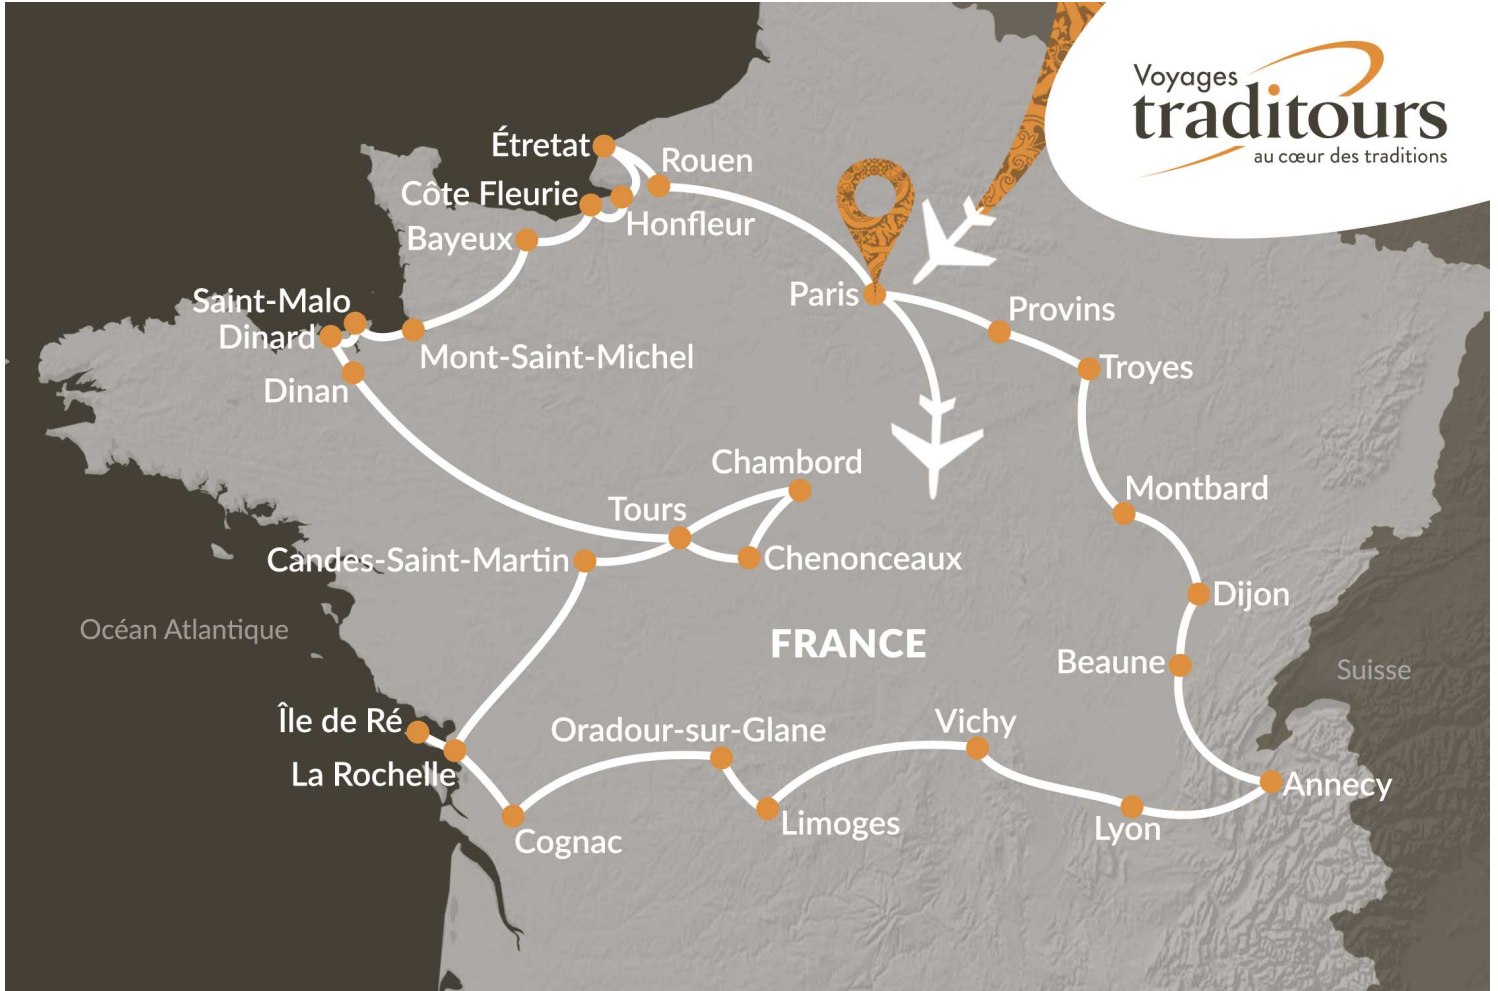 Voyages
traditours
au cœur des traditions
Étretat
Rouen
Côte Fleurie
Honfleur
Bayeux
Paris
Provins
Saint-Malo
Dinard
Mont-Saint-Michel
Troyes
Dinan
Chambord
Montbard
Tours
Candes-Saint-Martin
Chenonceaux
Dijon
Océan Atlantique
FRANCE
Beaune
Suisse
Île de Ré
Oradour-sur-Glane
Vichy
La Rochelle
Annecy
Cognac
Limoges
Lyon